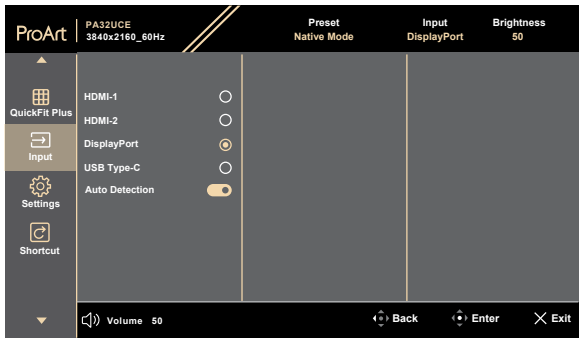 ProArt
PA32UCE
3840x2160_60Hz
Preset
Native Mode
Input
DisplayPort
Brightness
50
QuickFit Plus
Input
Settings
Shortcut
HDMI-1
HDMI-2
DisplayPort
USB Type-C
Auto Detection
Volume 50
Back
Enter
Exit